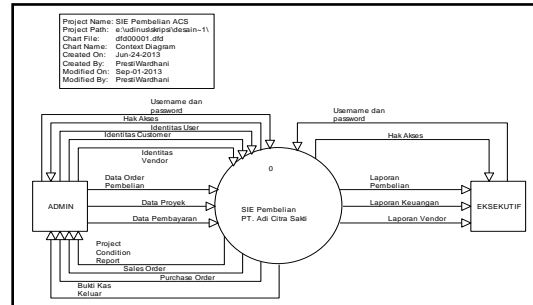 Project Name: SIE Pembelian ACS
Project Path: e:\udinus\skripsi\desain~1\
Chart File: dfd00001.dfd
Chart Name: Context Diagram
Created On: Jun-24-2013
Created By: PrestiWardhani
Modified On: Sep-01-2013
Modified By: PrestiWardhani
Username dan
password
Hak Akses
Identitas User
Identitas Customer
Identitas
Vendor
Data Order
Pembelian
Data Proyek
Data Pembayaran
ADMIN
Project
Condition
Report
Sales Order
Purchase Order
Bukti Kas
Keluar
0
SIE Pembelian
PT. Adi Citra Sakti
Username dan
password
Hak Akses
Laporan
Pembelian
Laporan Keuangan
Laporan Vendor
EKSEKUTIF